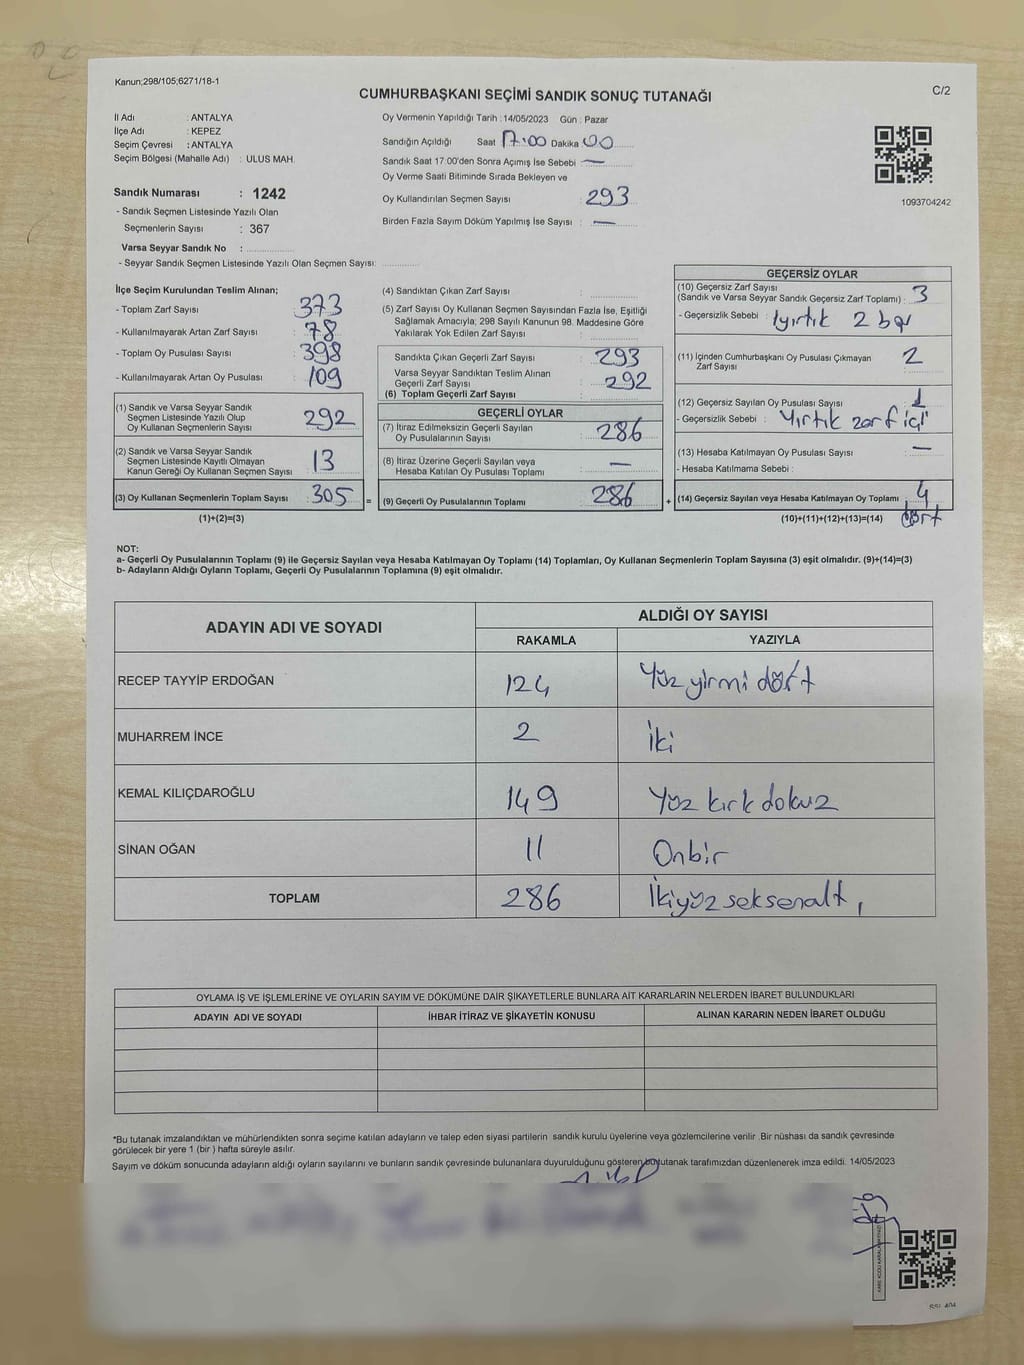 Kanun;298/105,6271/18-1
C/2
CUMHURBAŞKANI SEÇİMİ SANDIK SONUÇ TUTANAĞI
İl Adı : ANTALYA
İlçe Adı : KEPEZ
Seçim Çevresi : ANTALYA
Seçim Bölgesi (Mahalle Adı) : ULUS MAH.
Sandık Numarası : 1242
- Sandık Seçmen Listesinde Yazılı Olan
Seçmenlerin Sayısı : 367
Varsa Seyyar Sandık No :
- Seyyar Sandık Seçmen Listesinde Yazılı Olan Seçmen Sayısı:
Oy Vermenin Yapıldığı Tarih : 14/05/2023 Gün : Pazar
Sandığın Açıldığı Saat 17:00 Dakika 00
Sandık Saat 17:00'den Sonra Açımış İse Sebebi : —
Oy Verme Saati Bitiminde Sırada Bekleyen ve
Oy Kullandırılan Seçmen Sayısı : 293
Birden Fazla Sayım Döküm Yapılmış İse Sayısı : —
1093704242
İlçe Seçim Kurulundan Teslim Alınan;
- Toplam Zarf Sayısı : 373
- Kullanılmayarak Artan Zarf Sayısı : 78
- Toplam Oy Pusulası Sayısı : 398
- Kullanılmayarak Artan Oy Pusulası : 109
(1) Sandık ve Varsa Seyyar Sandık
Seçmen Listesinde Yazılı Olup
Oy Kullanan Seçmenlerin Sayısı : 292
(2) Sandık ve Varsa Seyyar Sandık
Seçmen Listesinde Kayıtlı Olmayan
Kanun Gereği Oy Kullanan Seçmen Sayısı : 13
(3) Oy Kullanan Seçmenlerin Toplam Sayısı : 305 =
(1)+(2)=(3)
(4) Sandıktan Çıkan Zarf Sayısı :
(5) Zarf Sayısı Oy Kullanan Seçmen Sayısından Fazla İse, Eşitliği
Sağlamak Amacıyla; 298 Sayılı Kanunun 98. Maddesine Göre
Yakılarak Yok Edilen Zarf Sayısı :
Sandıkta Çıkan Geçerli Zarf Sayısı : 293
Varsa Seyyar Sandıktan Teslim Alınan
Geçerli Zarf Sayısı : 292
(6) Toplam Geçerli Zarf Sayısı :
GEÇERLİ OYLAR
(7) İtiraz Edilmeksizin Geçerli Sayılan
Oy Pusulalarının Sayısı : 286
(8) İtiraz Üzerine Geçerli Sayılan veya
Hesaba Katılan Oy Pusulası Toplamı : —
(9) Geçerli Oy Pusulalarının Toplamı : 286 +
GEÇERSİZ OYLAR
(10) Geçersiz Zarf Sayısı
(Sandık ve Varsa Seyyar Sandık Geçersiz Zarf Toplamı) : 3
- Geçersizlik Sebebi : 1yırtık 2 boş
(11) İçinden Cumhurbaşkanı Oy Pusulası Çıkmayan
Zarf Sayısı : 2
(12) Geçersiz Sayılan Oy Pusulası Sayısı : 1
- Geçersizlik Sebebi : Yırtık zarf içi
(13) Hesaba Katılmayan Oy Pusulası Sayısı : —
- Hesaba Katılmama Sebebi :
(14) Geçersiz Sayılan veya Hesaba Katılmayan Oy Toplamı : 4
(10)+(11)+(12)+(13)=(14) dört
NOT:
a- Geçerli Oy Pusulalarının Toplamı (9) ile Geçersiz Sayılan veya Hesaba Katılmayan Oy Toplamı (14) Toplamları, Oy Kullanan Seçmenlerin Toplam Sayısına (3) eşit olmalıdır. (9)+(14)=(3)
b- Adayların Aldığı Oyların Toplamı, Geçerli Oy Pusulalarının Toplamına (9) eşit olmalıdır.
ADAYIN ADI VE SOYADI
ALDIĞI OY SAYISI
RAKAMLA YAZIYLA
RECEP TAYYİP ERDOĞAN 124 Yüz yirmi dört
MUHARREM İNCE 2 İki
KEMAL KILIÇDAROĞLU 149 Yüz kırk dokuz
SİNAN OĞAN 11 Onbir
TOPLAM 286 İkiyüz seksenaltı
OYLAMA İŞ VE İŞLEMLERİNE VE OYLARIN SAYIM VE DÖKÜMÜNE DAİR ŞİKAYETLERLE BUNLARA AİT KARARLARIN NELERDEN İBARET BULUNDUKLARI
ADAYIN ADI VE SOYADI İHBAR İTİRAZ VE ŞİKAYETİN KONUSU ALINAN KARARIN NEDEN İBARET OLDUĞU
*Bu tutanak imzalandıktan ve mühürlendikten sonra seçime katılan adayların ve talep eden siyasi partilerin sandık kurulu üyelerine veya gözlemcilerine verilir .Bir nüshası da sandık çevresinde
görülecek bir yere 1 (bir ) hafta süreyle asılır.
Sayım ve döküm sonucunda adayların aldığı oyların sayılarını ve bunların sandık çevresinde bulunanlara duyurulduğunu gösteren bu tutanak tarafımızdan düzenlenerek imza edildi. 14/05/2023